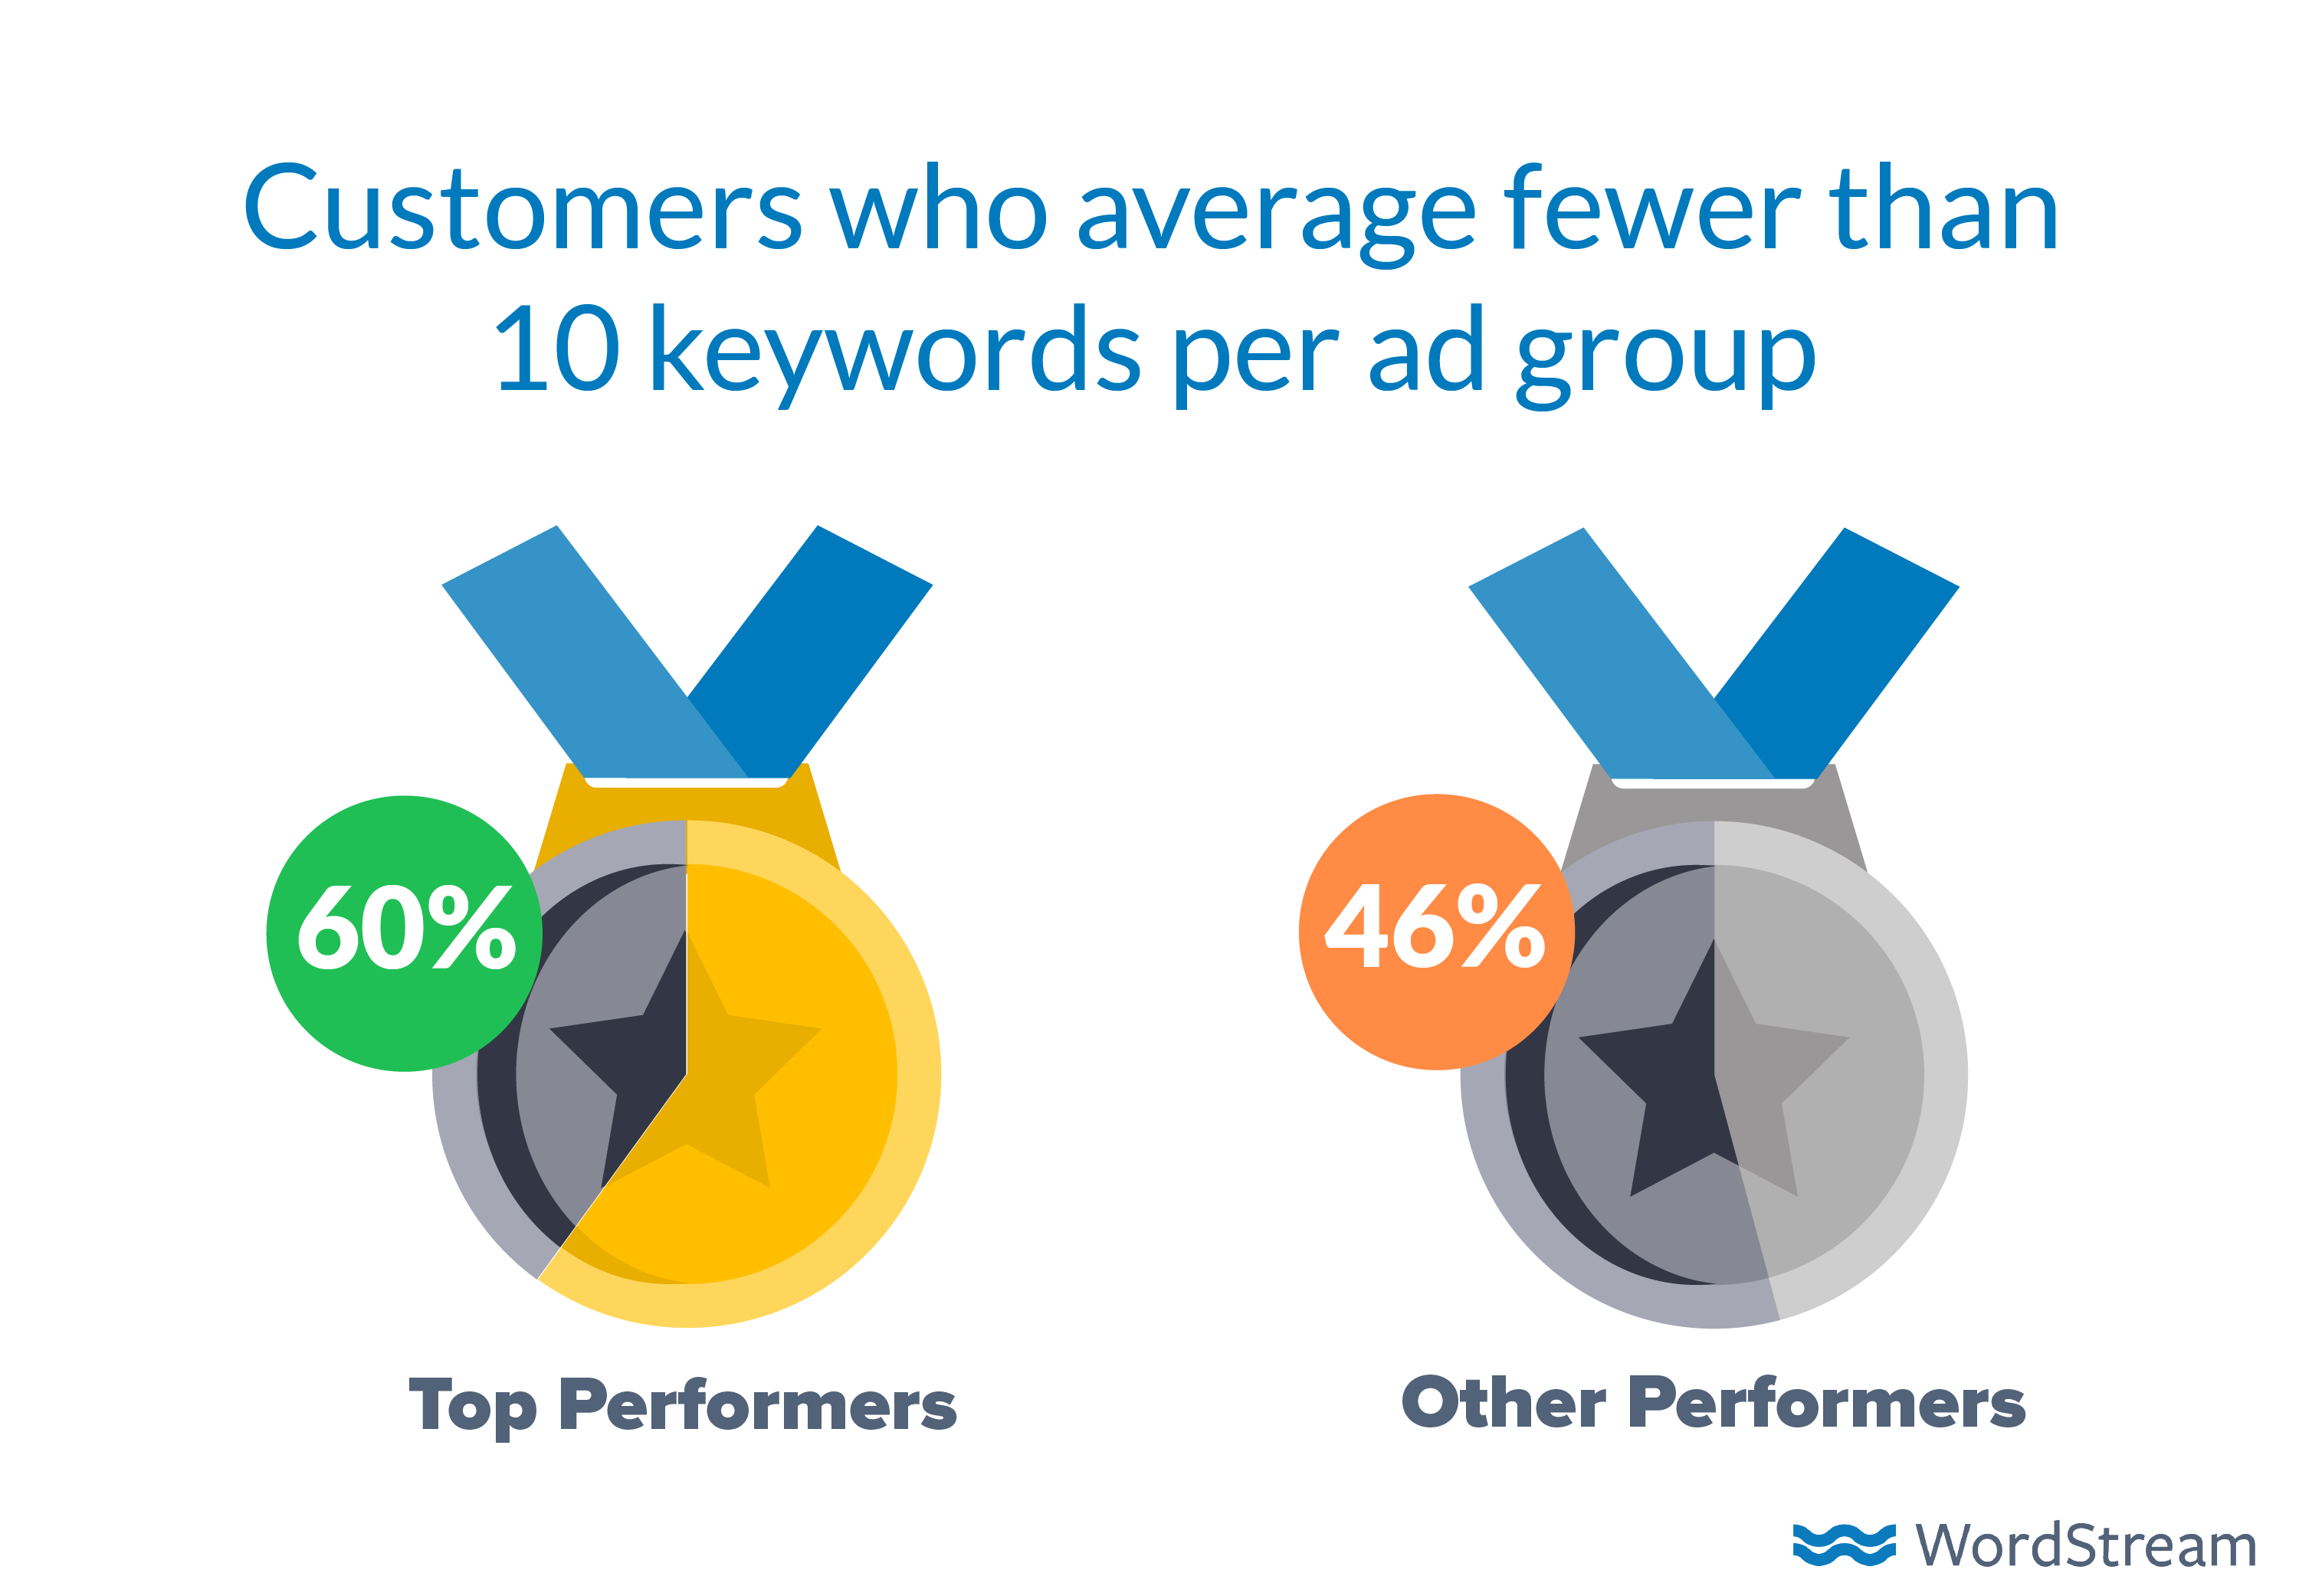 Customers who average fewer than
10 keywords per ad group
60%
46%
Top Performers
Other Performers
WordStream